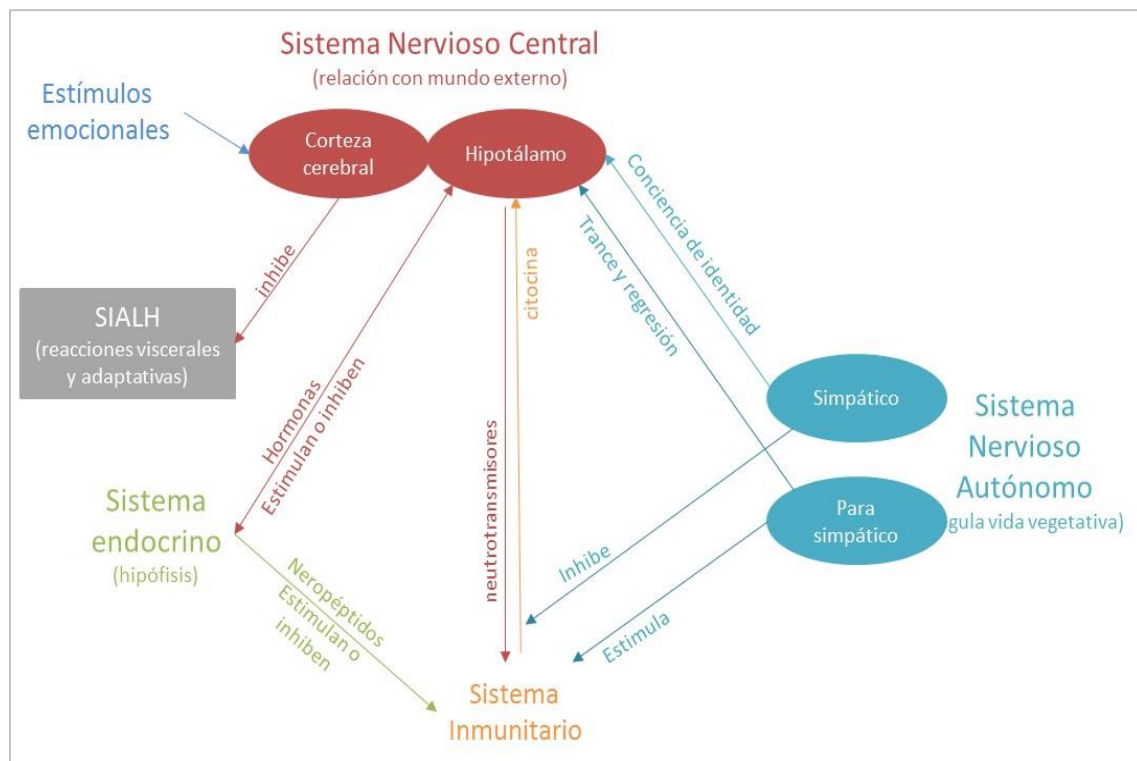 Sistema Nervioso Central
(relación con mundo externo)
Estímulos
emocionales
Corteza
cerebral
Hipotálamo
inhibe
SIALH
(reacciones viscerales
y adaptativas)
Hormonas
Estimulan o inhiben
citocina
neutrotransmisores
Conciencia de identidad
Trance y regresión
Simpático
Para
simpático
Sistema
Nervioso
Autónomo
gula vida vegetativa)
Sistema
endocrino
(hipófisis)
Neropéptidos
Estimulan o
inhiben
Inhibe
Estimula
Sistema
Inmunitario